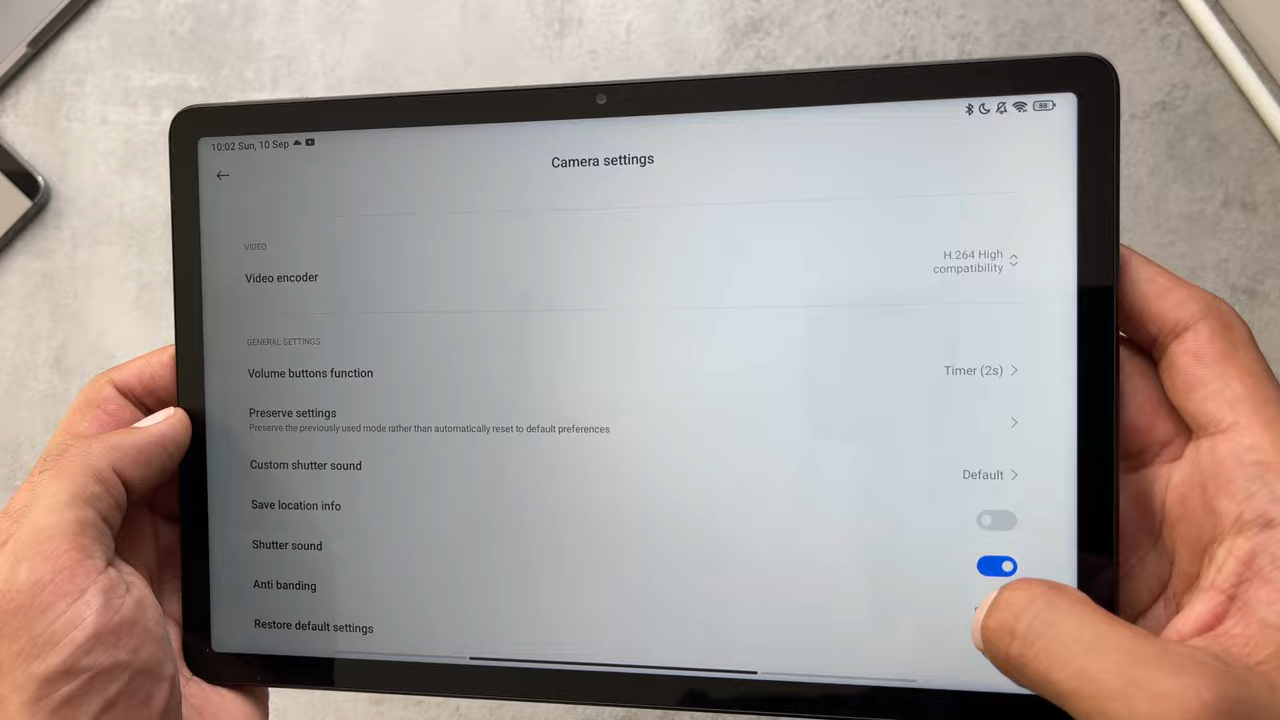 10:02 Sun, 10 Sep
88
Camera settings
VIDEO
Video encoder
H.264 High
compatibility
GENERAL SETTINGS
Volume buttons function
Timer (2s)
Preserve settings
Preserve the previously used mode rather than automatically reset to default preferences
Custom shutter sound
Default
Save location info
Shutter sound
Anti banding
Restore default settings